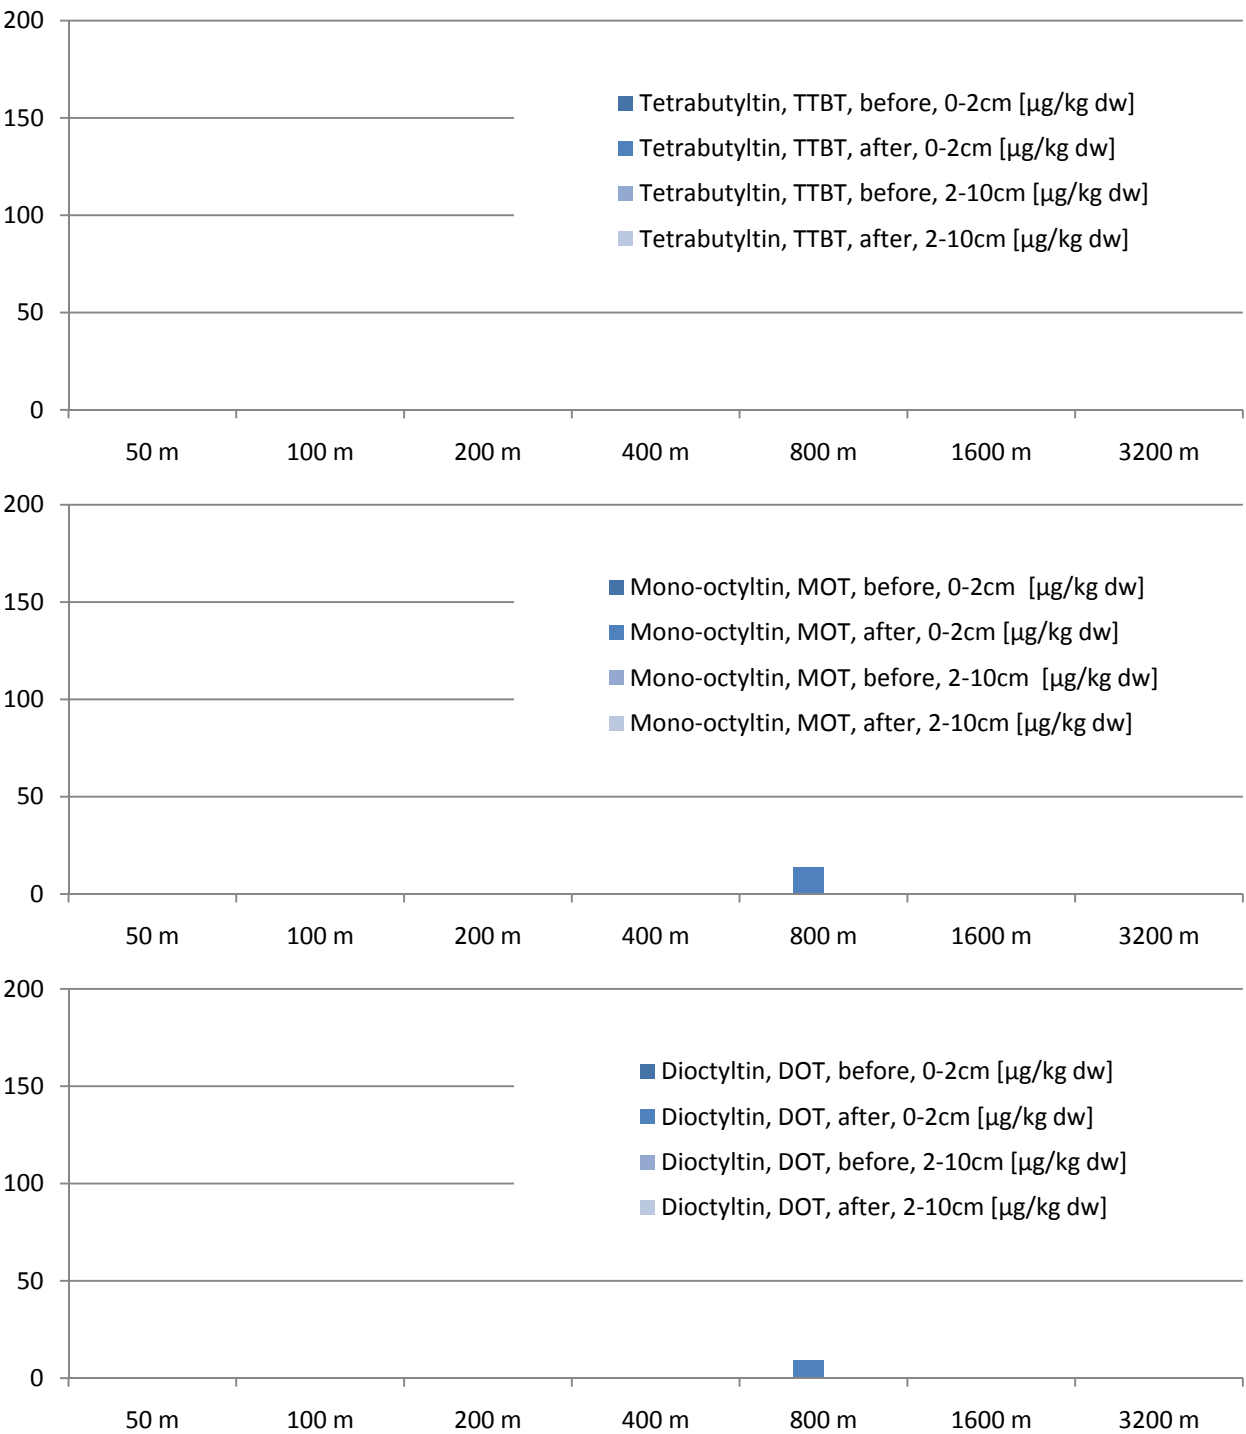 200
150
100
50
0
Tetrabutyltin, TTBT, before, 0-2cm [µg/kg dw]
Tetrabutyltin, TTBT, after, 0-2cm [µg/kg dw]
Tetrabutyltin, TTBT, before, 2-10cm [µg/kg dw]
Tetrabutyltin, TTBT, after, 2-10cm [µg/kg dw]
50 m 100 m 200 m 400 m 800 m 1600 m 3200 m
200
150
100
50
0
Mono-octyltin, MOT, before, 0-2cm [µg/kg dw]
Mono-octyltin, MOT, after, 0-2cm [µg/kg dw]
Mono-octyltin, MOT, before, 2-10cm [µg/kg dw]
Mono-octyltin, MOT, after, 2-10cm [µg/kg dw]
50 m 100 m 200 m 400 m 800 m 1600 m 3200 m
200
150
100
50
0
Dioctyltin, DOT, before, 0-2cm [µg/kg dw]
Dioctyltin, DOT, after, 0-2cm [µg/kg dw]
Dioctyltin, DOT, before, 2-10cm [µg/kg dw]
Dioctyltin, DOT, after, 2-10cm [µg/kg dw]
50 m 100 m 200 m 400 m 800 m 1600 m 3200 m